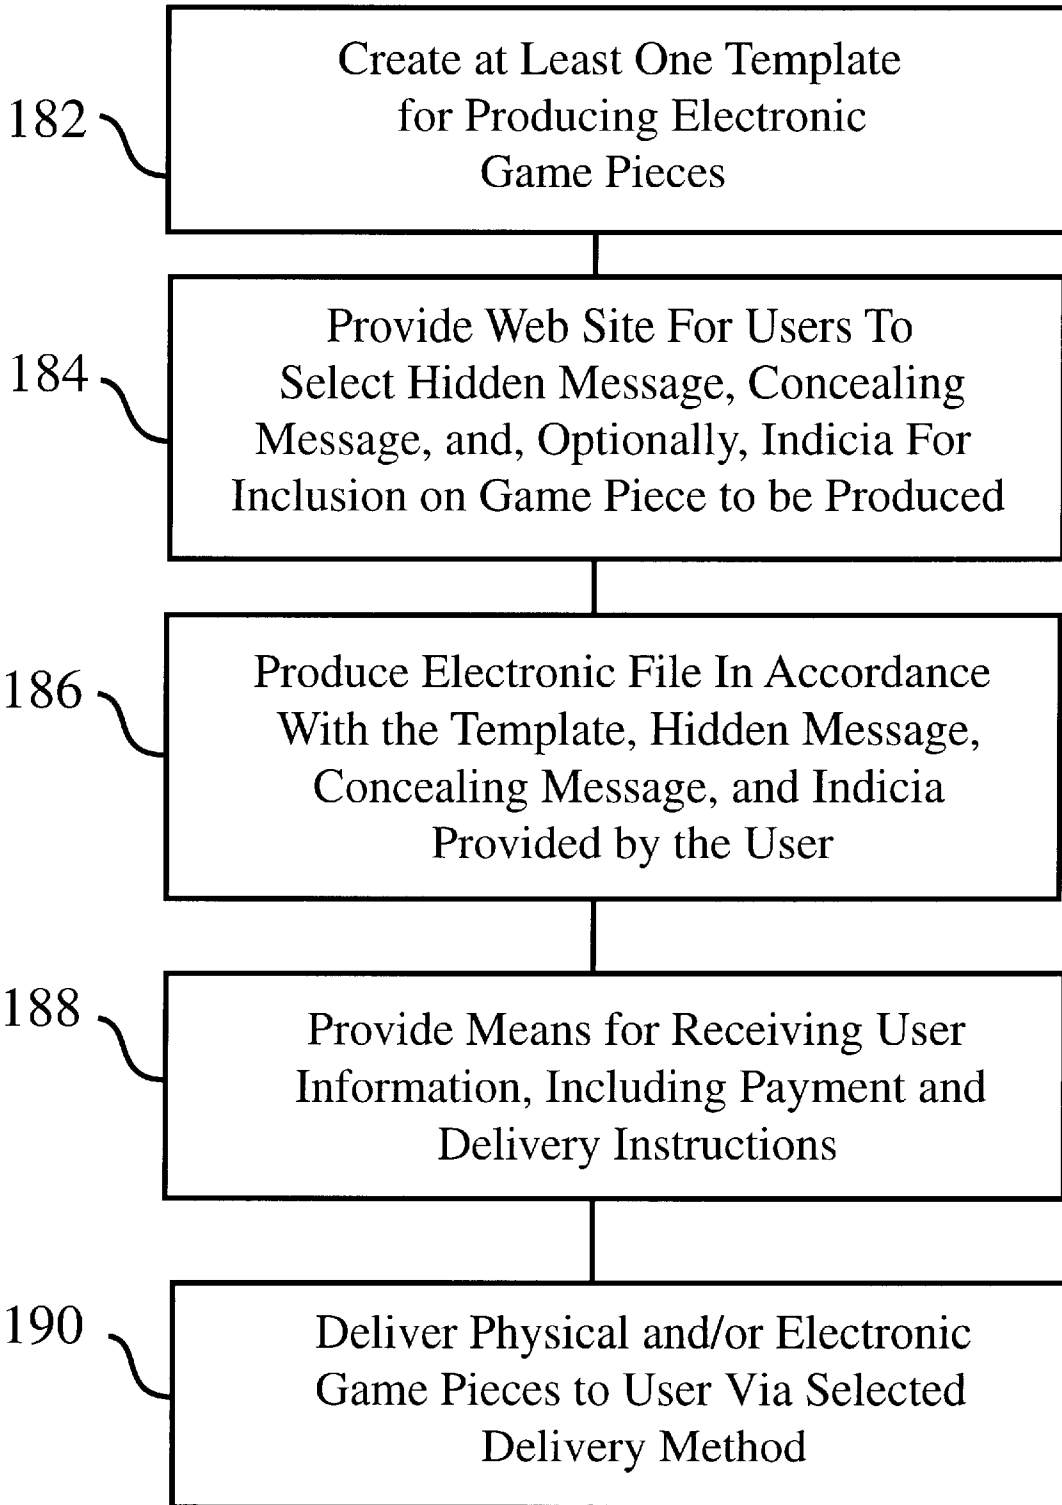 Create at Least One Template
for Producing Electronic
Game Pieces
182
Provide Web Site For Users To
Select Hidden Message, Concealing
Message, and, Optionally, Indicia For
Inclusion on Game Piece to be Produced
184
Produce Electronic File In Accordance
With the Template, Hidden Message,
Concealing Message, and Indicia
Provided by the User
186
Provide Means for Receiving User
Information, Including Payment and
Delivery Instructions
188
Deliver Physical and/or Electronic
Game Pieces to User Via Selected
Delivery Method
190